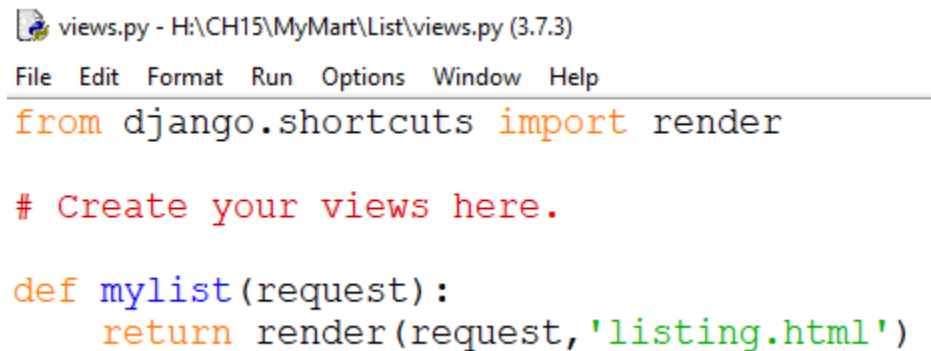 views.py - H:\CH15\MyMart\List\views.py (3.7.3)
File Edit Format Run Options Window Help
from django.shortcuts import render
# Create your views here.
def mylist(request):
    return render(request,'listing.html')